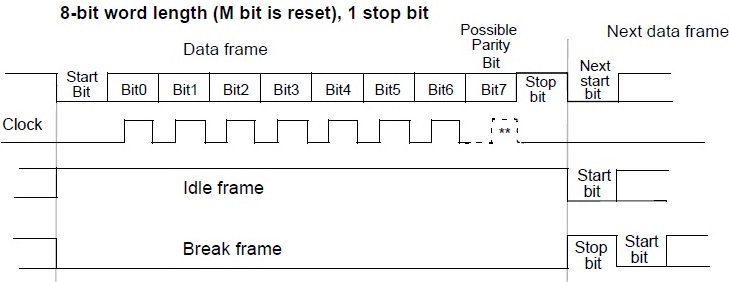 8-bit word length (M bit is reset), 1 stop bit
Data frame
Possible
Parity
Bit
Next data frame
Start
Bit
Bit0
Bit1
Bit2
Bit3
Bit4
Bit5
Bit6
Bit7
Stop
bit
Next
start
bit
Clock
**
Idle frame
Start
bit
Break frame
Stop
bit
Start
bit